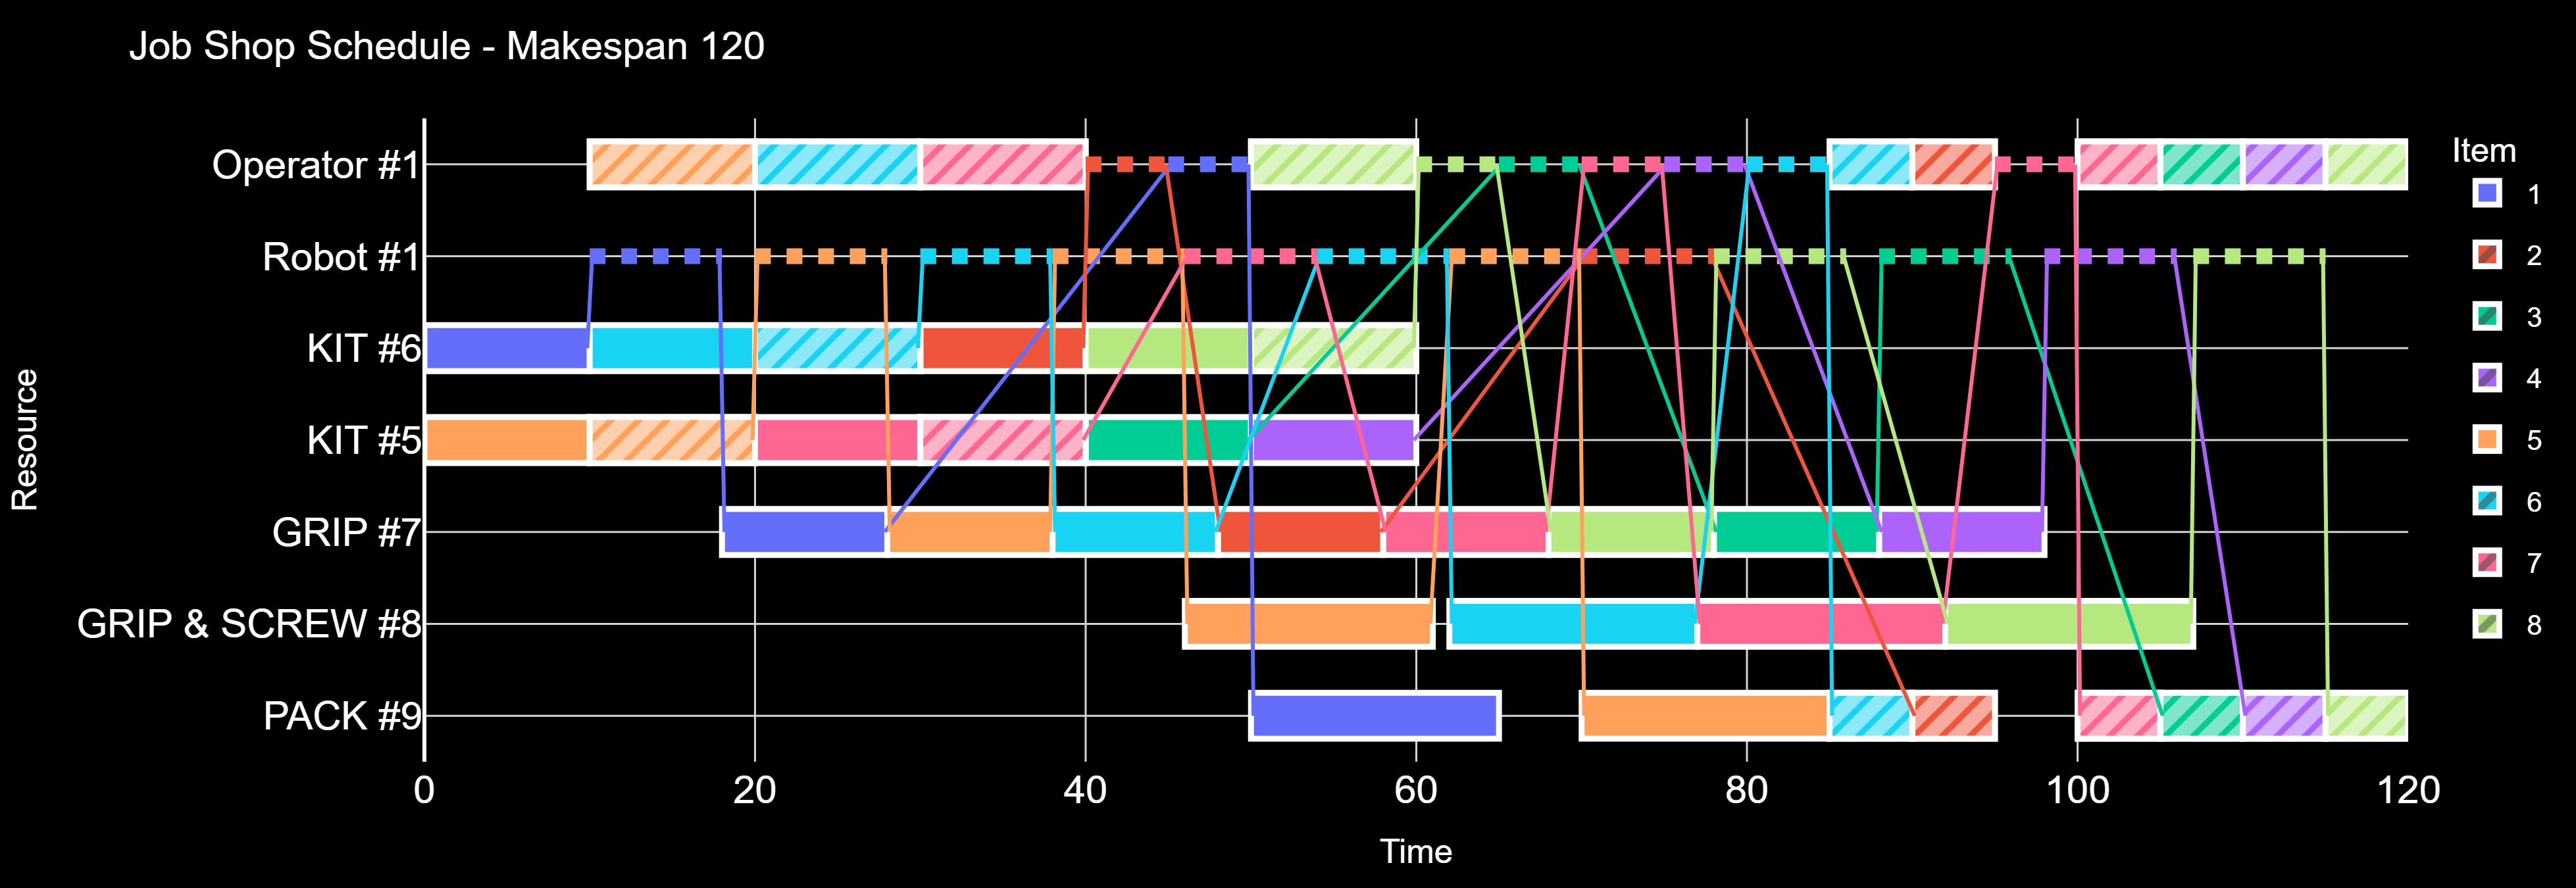 Job Shop Schedule - Makespan 120
Operator #1
Robot #1
KIT #6
KIT #5
GRIP #7
GRIP & SCREW #8
PACK #9
Resource
0 20 40 60 80 100 120
Time
Item
1
2
3
4
5
6
7
8